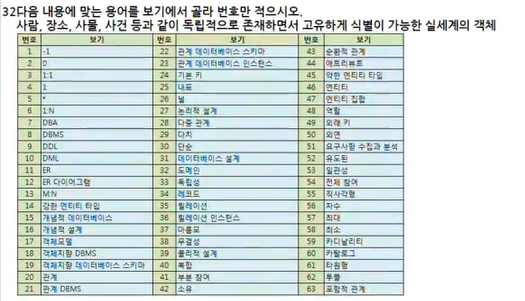 32다음 내용에 맞는 용어를 보기에서 골라 번호만 적으시오.
사람, 장소, 사물, 사건 등과 같이 독립적으로 존재하면서 고유하게 식별이 가능한 실세계의 객체
번호 보기 번호 보기 번호 보기
1 -1 22 관계 데이터베이스 스키마 43 순환적 관계
2 0 23 관계 데이터베이스 인스턴스 44 애트리뷰트
3 1:1 24 기본 키 45 약한 엔티티 타입
4 1 25 내포 46 엔티티
5 * 26 널 47 엔티티 집합
6 1:N 27 논리적 설계 48 역할
7 DBA 28 다중 관계 49 외래 키
8 DBMS 29 다치 50 외연
9 DDL 30 단순 51 요구사항 수집과 분석
10 DML 31 데이터베이스 설계 52 유도된
11 ER 32 도메인 53 일관성
12 ER 다이어그램 33 독립성 54 전체 참여
13 M:N 34 레코드 55 직사각형
14 강한 엔티티 타입 35 릴레이션 56 차수
15 개념적 데이터베이스 36 릴레이션 인스턴스 57 최대
16 개념적 설계 37 마름모 58 최소
17 객체모델 38 무결성 59 카디날리티
18 객체지향 DBMS 39 물리적 설계 60 카탈로그
19 객체지향 데이터베이스 스키마 40 복합 61 타원형
20 관계 41 부분 참여 62 투플
21 관계 DBMS 42 소유 63 포함적 관계